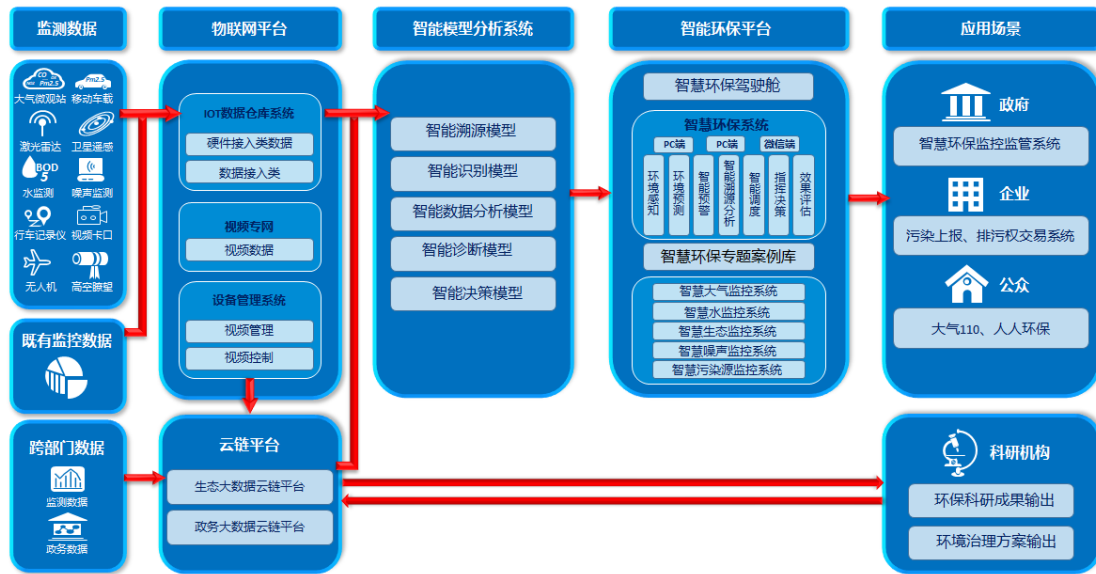 监测数据
物联网平台
智能模型分析系统
智能环保平台
应用场景
CO
Pm2.5
大气微观站
Pm2.5
移动车载
激光雷达
卫星遥感
BOD
5
水监测
噪声监测
行车记录仪
视频卡口
无人机
高空瞭望
既有监控数据
跨部门数据
监测数据
政务数据
IOT数据仓库系统
硬件接入类数据
数据接入类
视频专网
视频数据
设备管理系统
视频管理
视频控制
云链平台
生态大数据云链平台
政务大数据云链平台
智能溯源模型
智能识别模型
智能数据分析模型
智能诊断模型
智能决策模型
智慧环保驾驶舱
智慧环保系统
PC端
PC端
微信端
环境感知
环境预测
智能预警
智能溯源分析
智能调度
指挥决策
效果评估
智慧环保专题案例库
智慧大气监控系统
智慧水监控系统
智慧生态监控系统
智慧噪声监控系统
智慧污染源监控系统
政府
智慧环保监控监管系统
企业
污染上报、排污权交易系统
公众
大气110、人人环保
科研机构
环保科研成果输出
环境治理方案输出